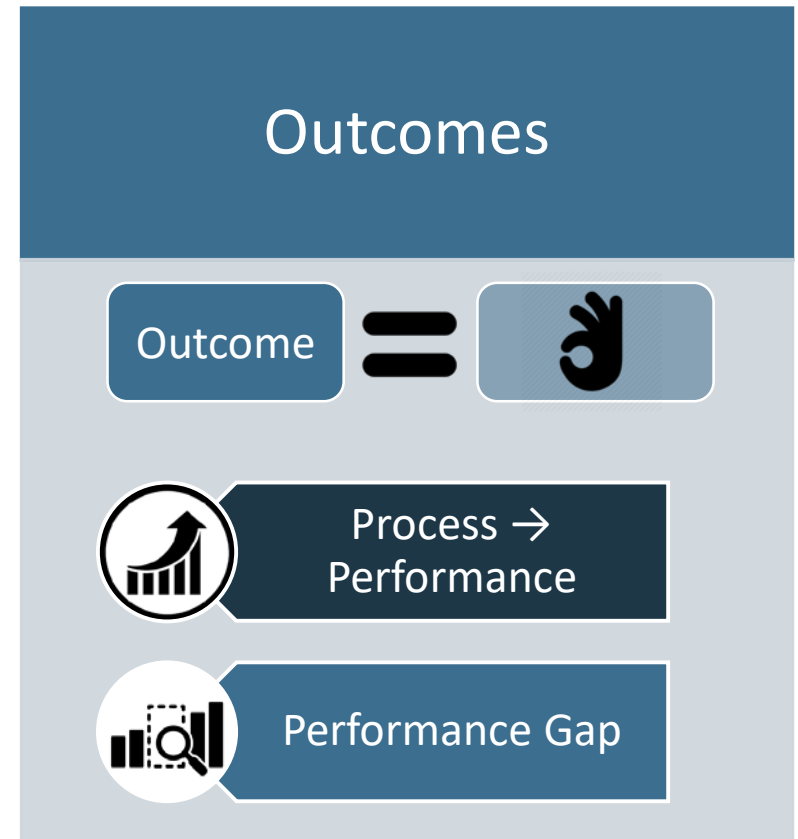 Outcomes
Outcome
Process →
Performance
Performance Gap